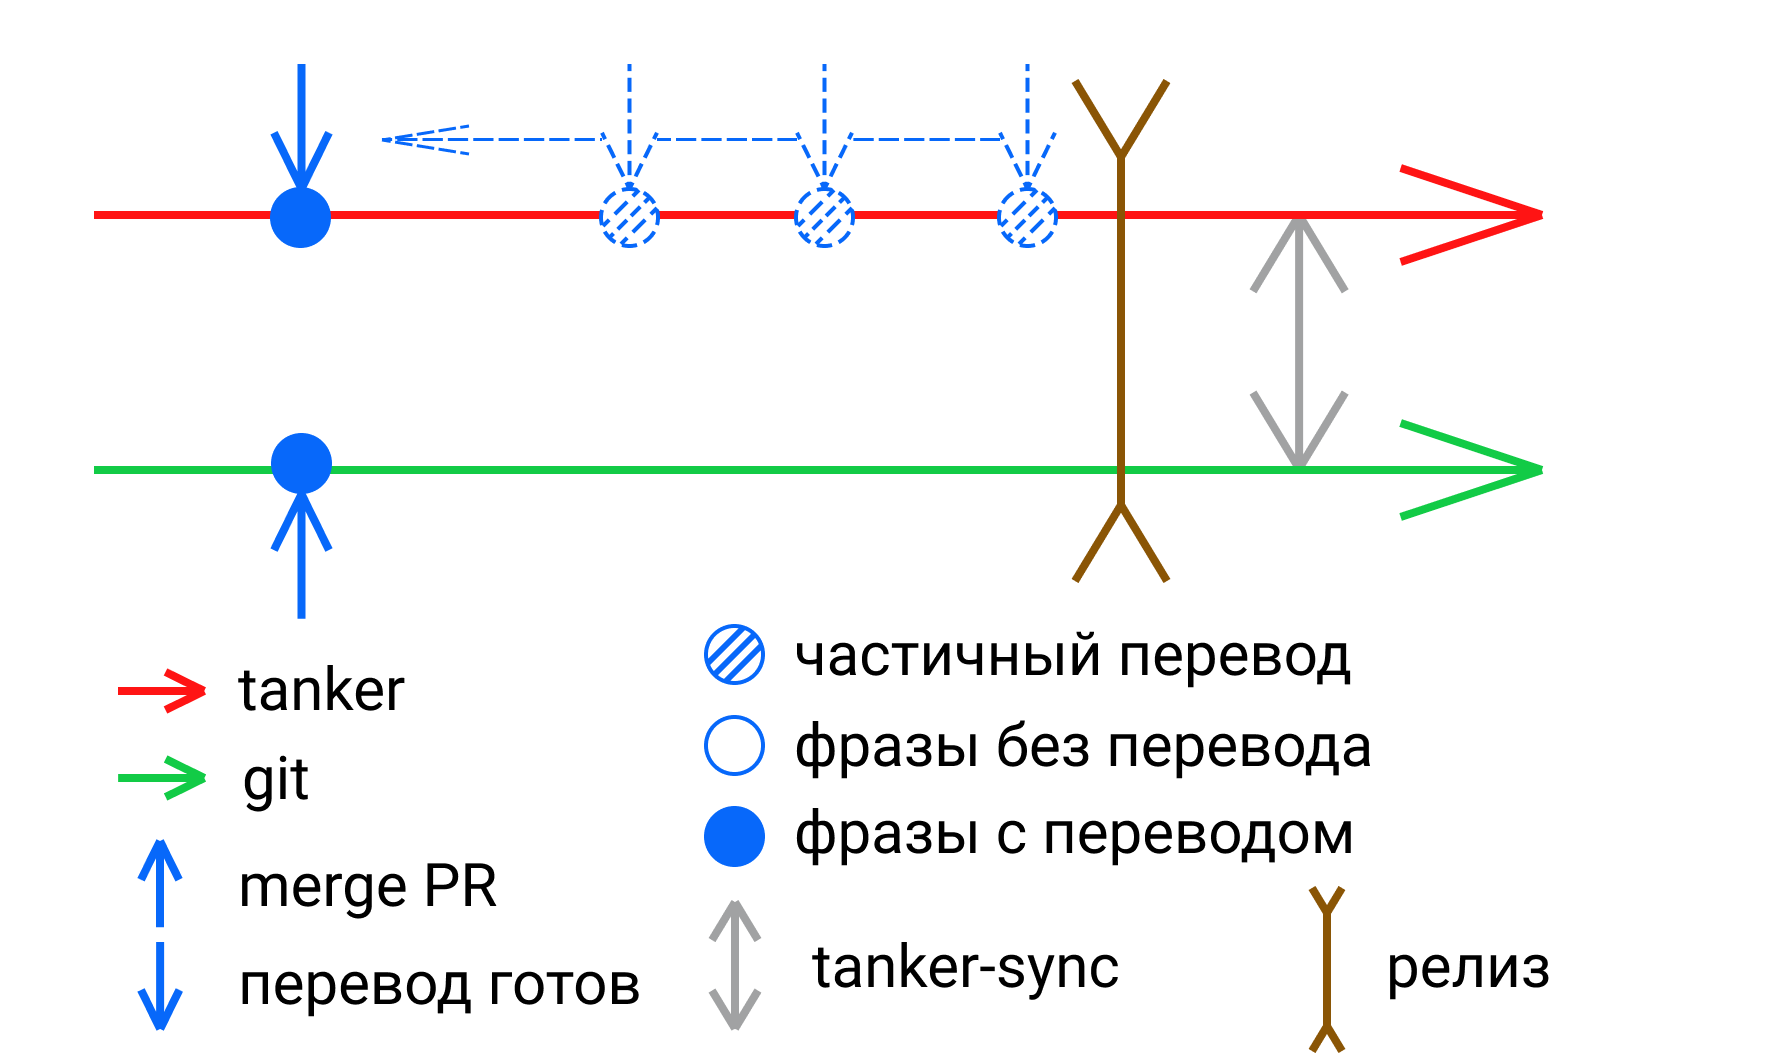 tanker
git
merge PR
перевод готов
частичный перевод
фразы без перевода
фразы с переводом
tanker-sync
релиз